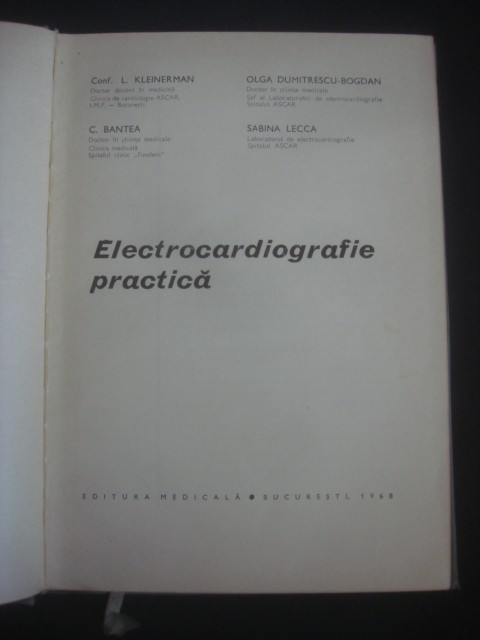 Conf. L. KLEINERMAN
Doctor docent în medicină
Clinica de cardiologie ASCAR,
I.M.F. — București
OLGA DUMITRESCU-BOGDAN
Doctor în științe medicale
Șef al Laboratorului de electrocardiografie
Spitalul ASCAR
C. BANTEA
Doctor în științe medicale
Clinica medicală
Spitalul clinic „Fundeni”
SABINA LECCA
Laboratorul de electrocardiografie
Spitalul ASCAR
Electrocardiografie
practică
EDITURA MEDICALĂ ● BUCUREȘTI, 1968